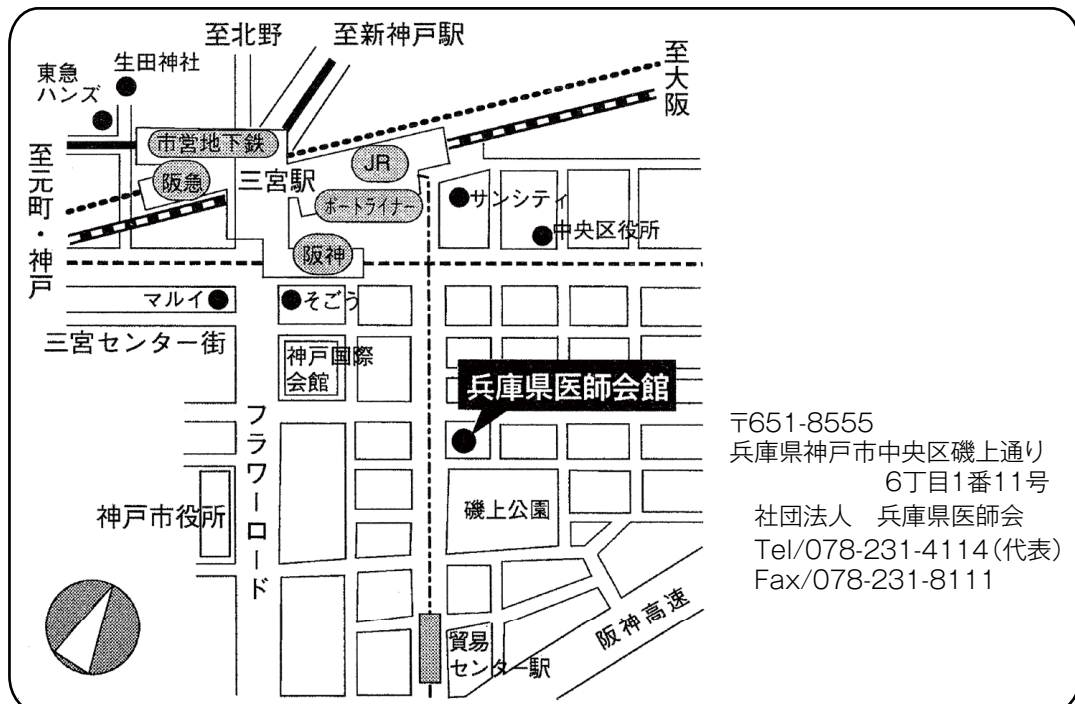 至北野
至新神戸駅
至大阪
生田神社
東急
ハンズ
市営地下鉄
JR
阪急
三宮駅
ポートライナー
サンシティ
中央区役所
至元町・神戸
阪神
マルイ
そごう
三宮センター街
神戸国際
会館
兵庫県医師会館
フラワーロード
磯上公園
神戸市役所
貿易
センター駅
阪神高速
〒651-8555
兵庫県神戸市中央区磯上通り
6丁目1番11号
社団法人　兵庫県医師会
Tel/078-231-4114(代表)
Fax/078-231-8111